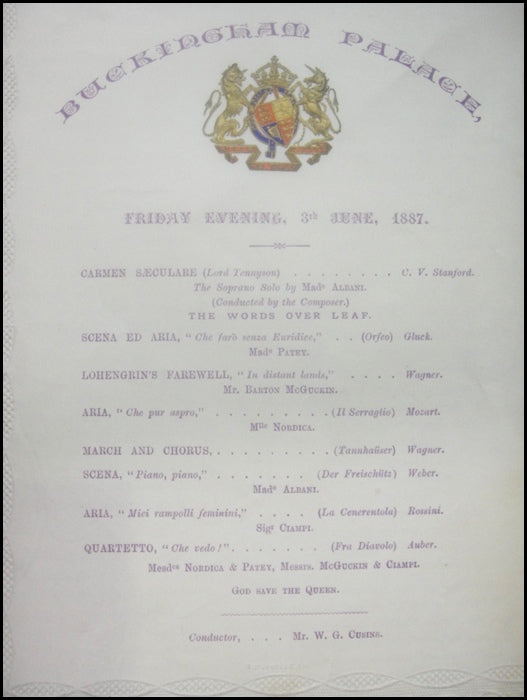 BUCKINGHAM PALACE,
FRIDAY EVENING, 3th JUNE, 1887.
CARMEN SÆCULARE (Lord Tennyson) . . . . . . . . C. V. Stanford.
The Soprano Solo by Made ALBANI.
(Conducted by the Composer.)
THE WORDS OVER LEAF.
SCENA ED ARIA, "Che farò senza Euridice," . . (Orfeo) Gluck.
Made PATEY.
LOHENGRIN'S FAREWELL, "In distant lands," . . . . Wagner.
Mr. BARTON MCGUCKIN.
ARIA, "Che pur aspro," . . . . . . . . . (Il Serraglio) Mozart.
Mlle NORDICA.
MARCH AND CHORUS, . . . . . . . . . (Tannhaüser) Wagner.
SCENA, "Piano, piano," . . . . . . . (Der Freischütz) Weber.
Made ALBANI.
ARIA, "Miei rampolli feminini," . . . . (La Cenerentola) Rossini.
Sigr CIAMPI.
QUARTETTO, "Che vedo!" . . . . . . . (Fra Diavolo) Auber.
Mesdes NORDICA & PATEY, Messrs. MCGUCKIN & CIAMPI.
GOD SAVE THE QUEEN.
Conductor, . . . Mr. W. G. CUSINS.